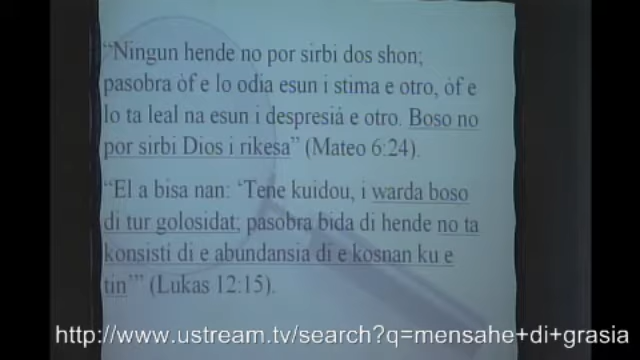 “Ningun hende no por sirbi dos shon;
pasobra òf e lo odia esun i stima e otro, òf e
lo ta leal na esun i despresiá e otro. Boso no
por sirbi Dios i rikesa” (Mateo 6:24).
“El a bisa nan: ‘Tene kuidou, i warda boso
di tur golosidat; pasobra bida di hende no ta
konsisti di e abundansia di e kosnan ku e
tin’” (Lukas 12:15).
http://www.ustream.tv/search?q=mensahe+di+grasia